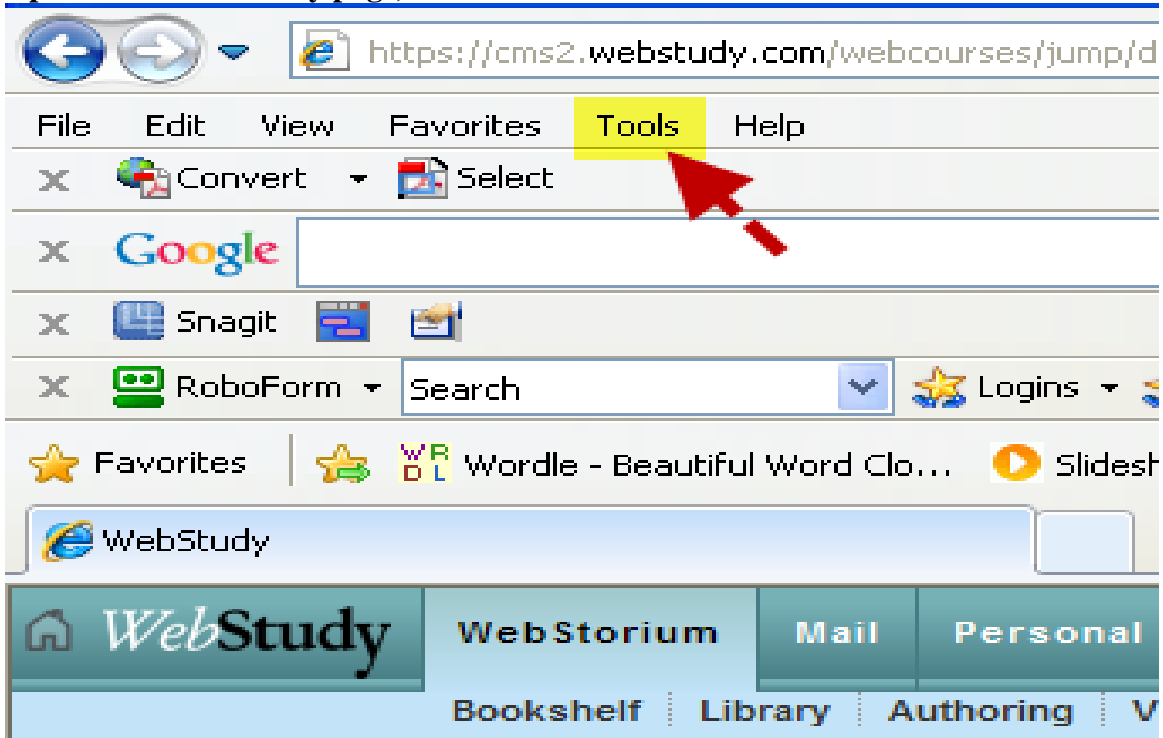 https://cms2.webstudy.com/webcourses/jump/d
File Edit View Favorites Tools Help
x Convert Select
x Google
x Snagit
x RoboForm Search Logins
Favorites W R D L Wordle - Beautiful Word Clo... Slidesh
WebStudy
WebStudy WebStorium Mail Personal
Bookshelf Library Authoring V